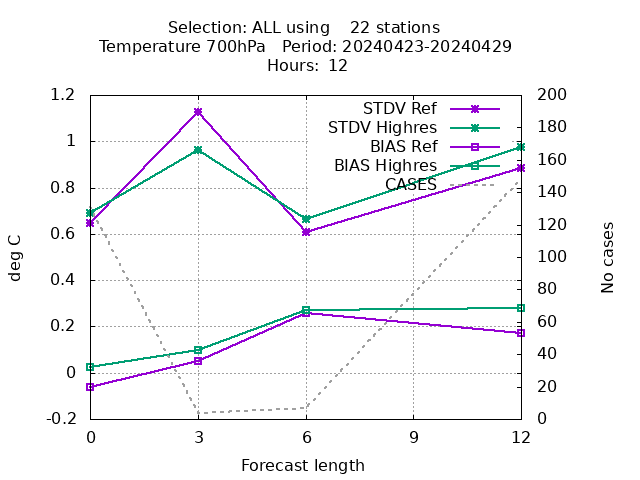 Selection: ALL using    22 stations
Temperature 700hPa   Period: 20240423-20240429
Hours:  12
STDV Ref
STDV Highres
BIAS Ref
BIAS Highres
CASES
1.2
1
0.8
0.6
0.4
0.2
0
-0.2
deg C
200
180
160
140
120
100
80
60
40
20
0
No cases
0 3 6 9 12
Forecast length